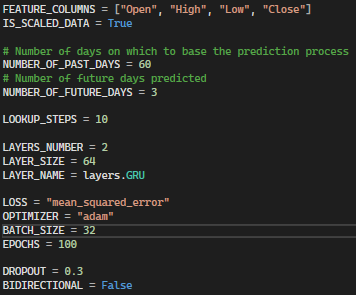 FEATURE_COLUMNS = ["Open", "High", "Low", "Close"]
IS_SCALED_DATA = True
# Number of days on which to base the prediction process
NUMBER_OF_PAST_DAYS = 60
# Number of future days predicted
NUMBER_OF_FUTURE_DAYS = 3
LOOKUP_STEPS = 10
LAYERS_NUMBER = 2
LAYER_SIZE = 64
LAYER_NAME = layers.GRU
LOSS = "mean_squared_error"
OPTIMIZER = "adam"
BATCH_SIZE = 32
EPOCHS = 100
DROPOUT = 0.3
BIDIRECTIONAL = False